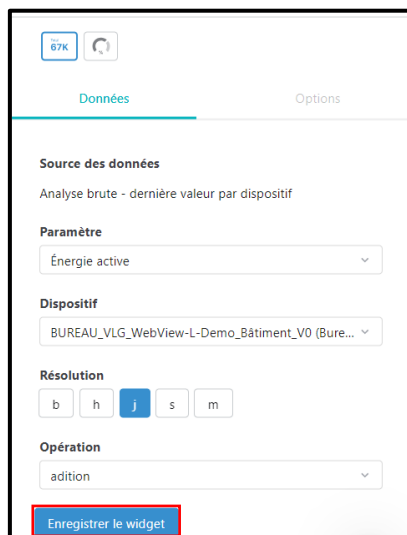 67K
Données Options
Source des données
Analyse brute - dernière valeur par dispositif
Paramètre
Énergie active
Dispositif
BUREAU_VLG_WebView-L-Demo_Bâtiment_V0 (Bure...
Résolution
b h j s m
Opération
adition
Enregistrer le widget